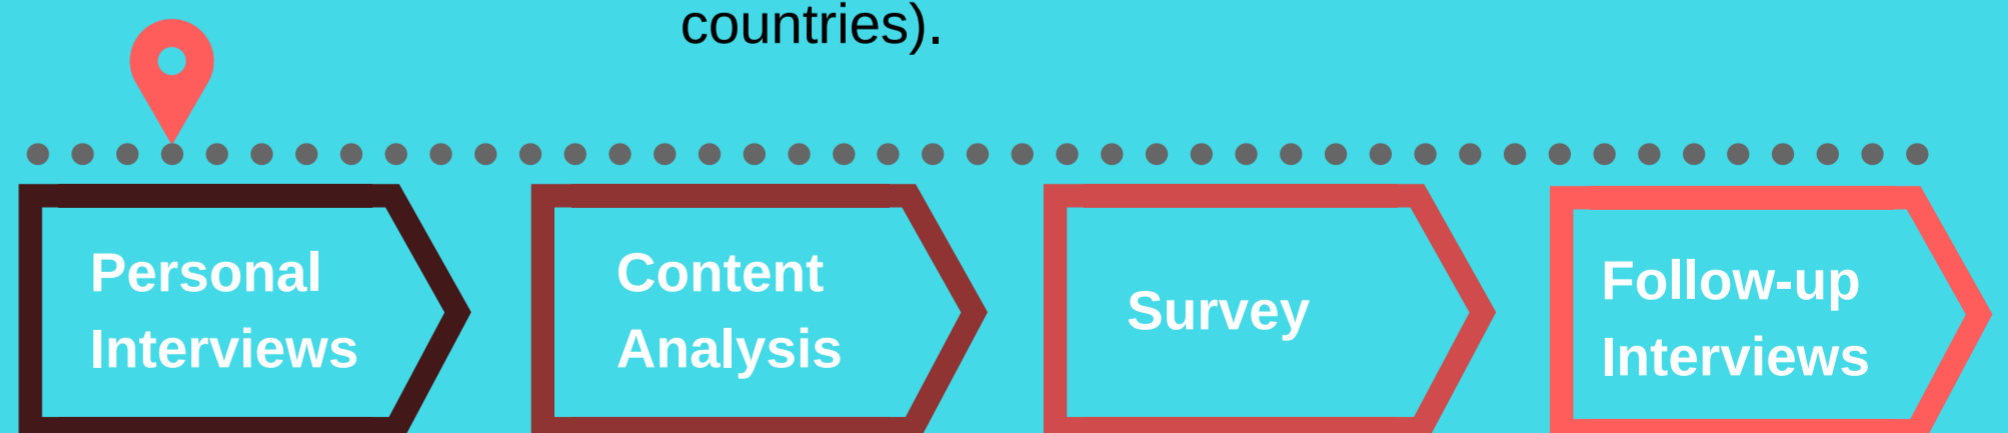 countries).
Personal
Interviews
Content
Analysis
Survey
Follow-up
Interviews